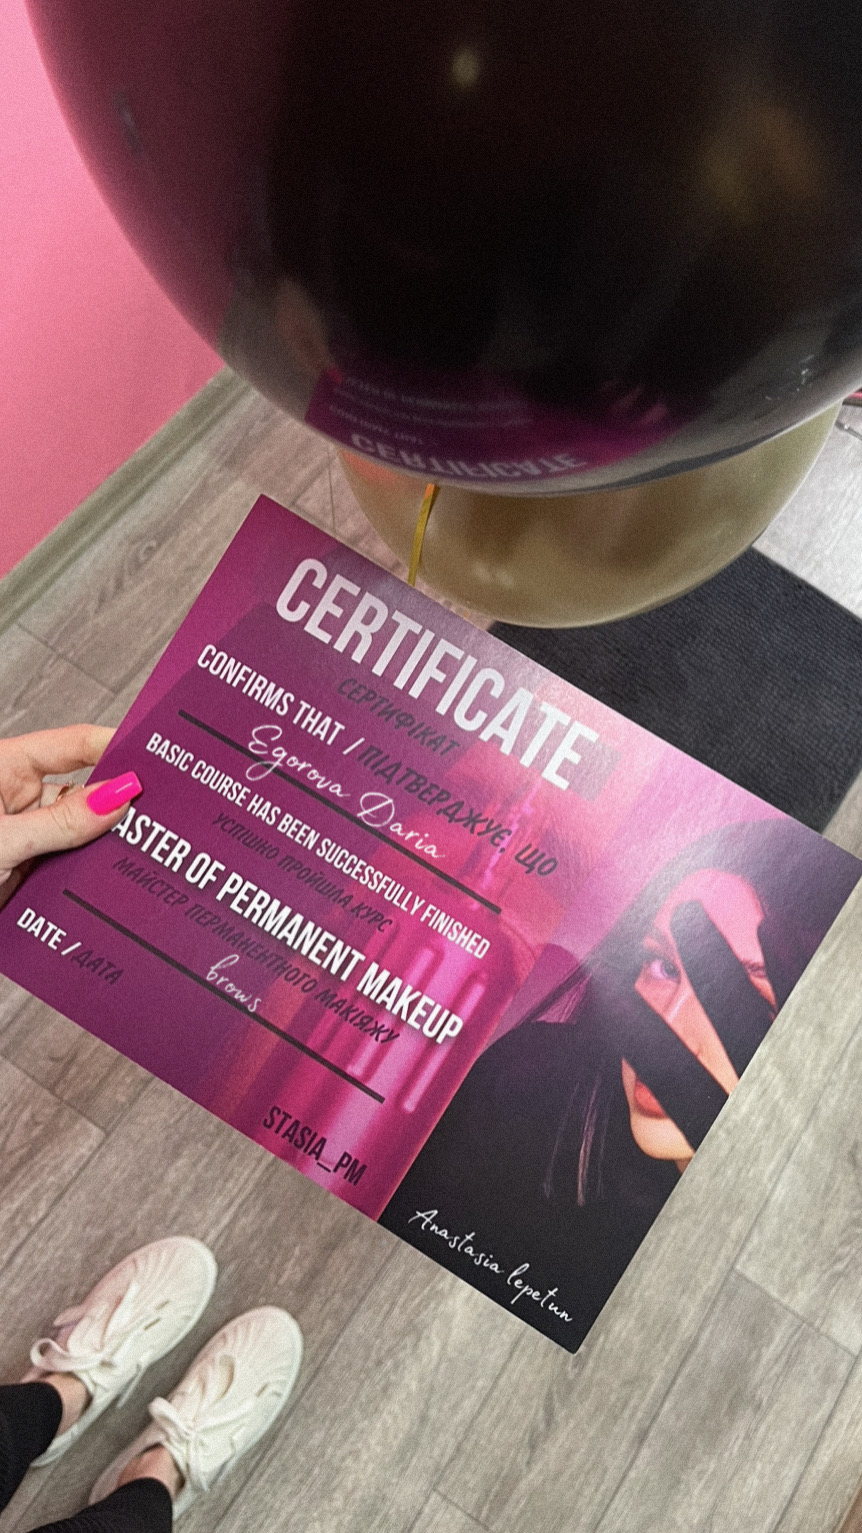 CERTIFICATE
СЕРТИФІКАТ
CONFIRMS THAT / ПІДТВЕРДЖУЄ, ЩО
Egorova Daria
BASIC COURSE HAS BEEN SUCCESSFULLY FINISHED
УСПІШНО ПРОЙШЛА КУРС
ASTER OF PERMANENT MAKEUP
МАЙСТЕР ПЕРМАНЕНТНОГО МАКІЯЖУ
brows
DATE / ДАТА
STASIA_PM
Anastasia lepetun